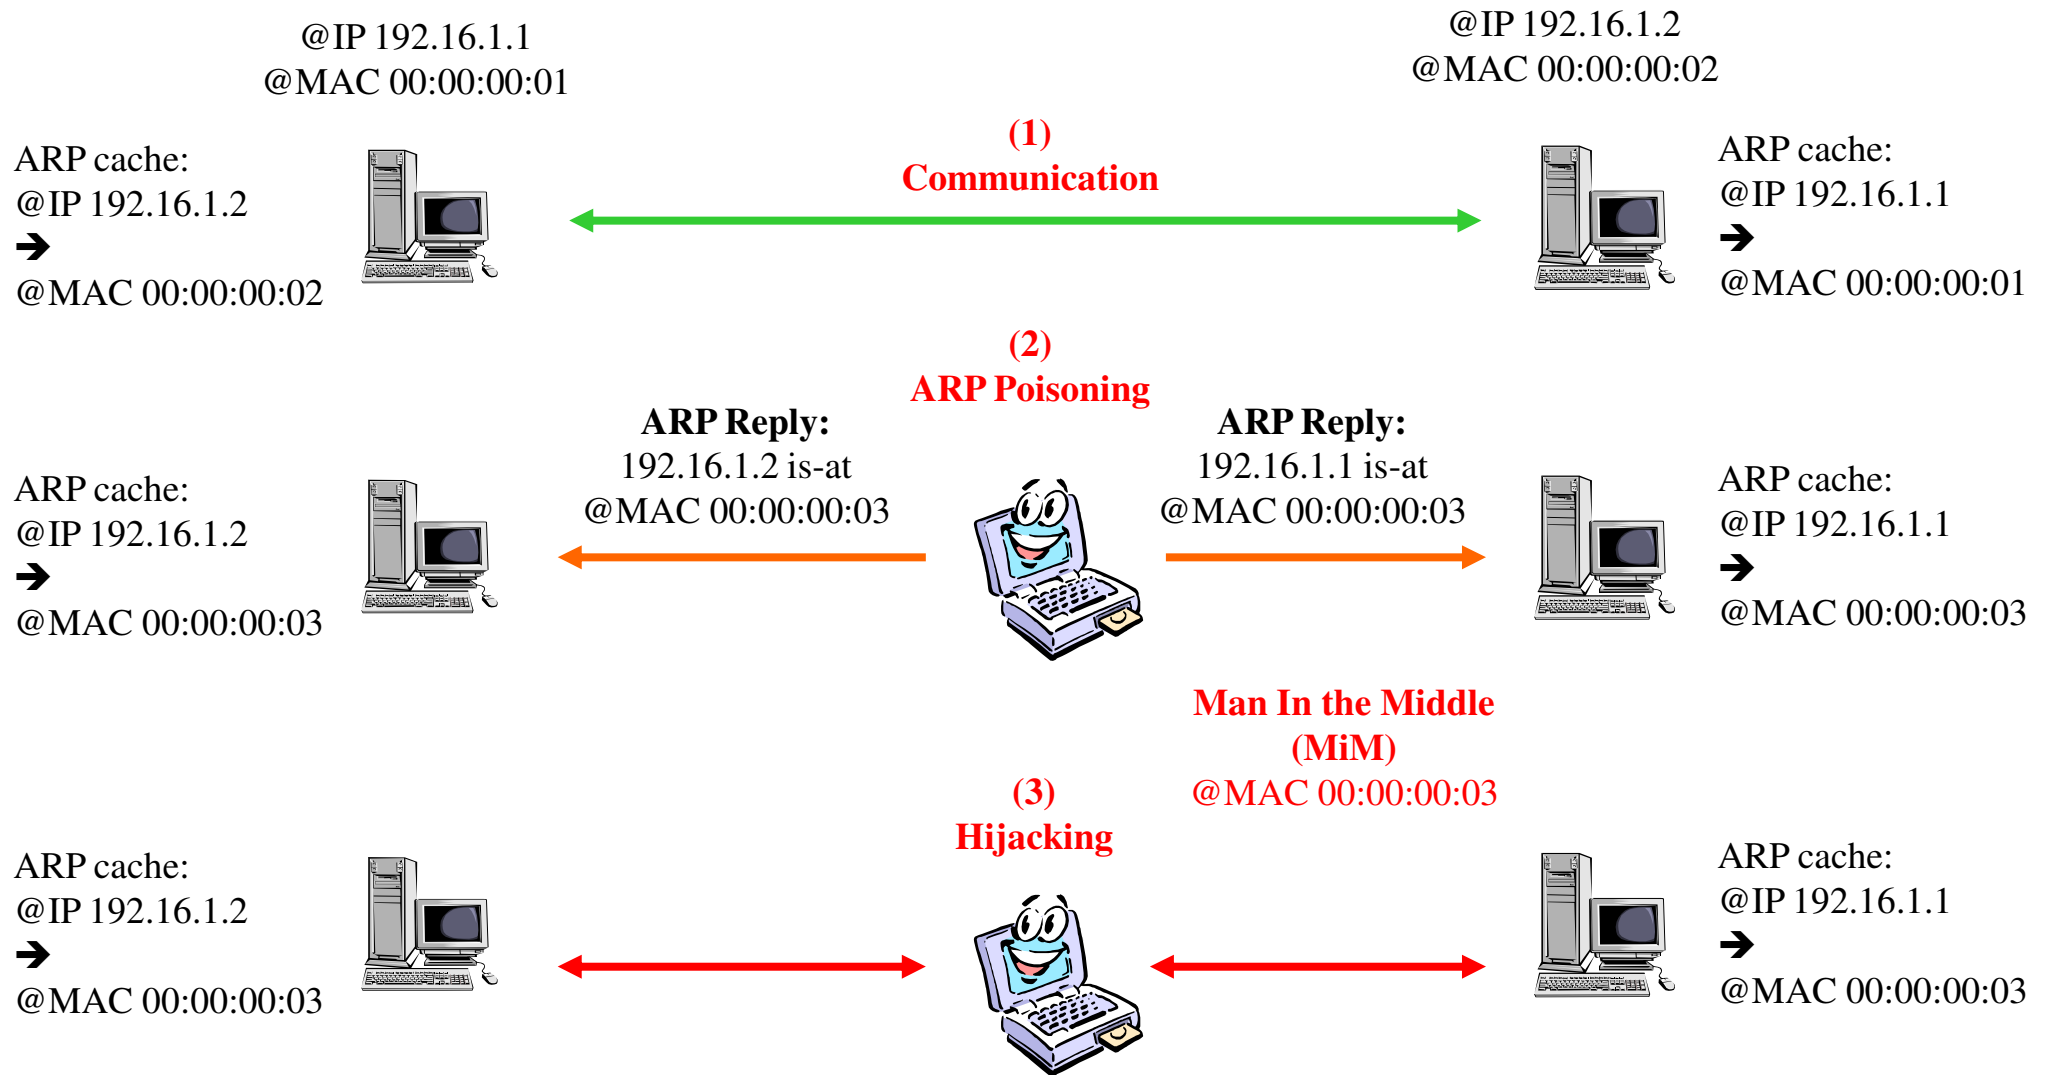 @IP 192.16.1.1
@MAC 00:00:00:01
@IP 192.16.1.2
@MAC 00:00:00:02
(1)
Communication
ARP cache:
@IP 192.16.1.2
➔
@MAC 00:00:00:02
ARP cache:
@IP 192.16.1.1
➔
@MAC 00:00:00:01
(2)
ARP Poisoning
ARP Reply:
192.16.1.2 is-at
@MAC 00:00:00:03
ARP Reply:
192.16.1.1 is-at
@MAC 00:00:00:03
ARP cache:
@IP 192.16.1.2
➔
@MAC 00:00:00:03
ARP cache:
@IP 192.16.1.1
➔
@MAC 00:00:00:03
Man In the Middle
(MiM)
@MAC 00:00:00:03
(3)
Hijacking
ARP cache:
@IP 192.16.1.2
➔
@MAC 00:00:00:03
ARP cache:
@IP 192.16.1.1
➔
@MAC 00:00:00:03